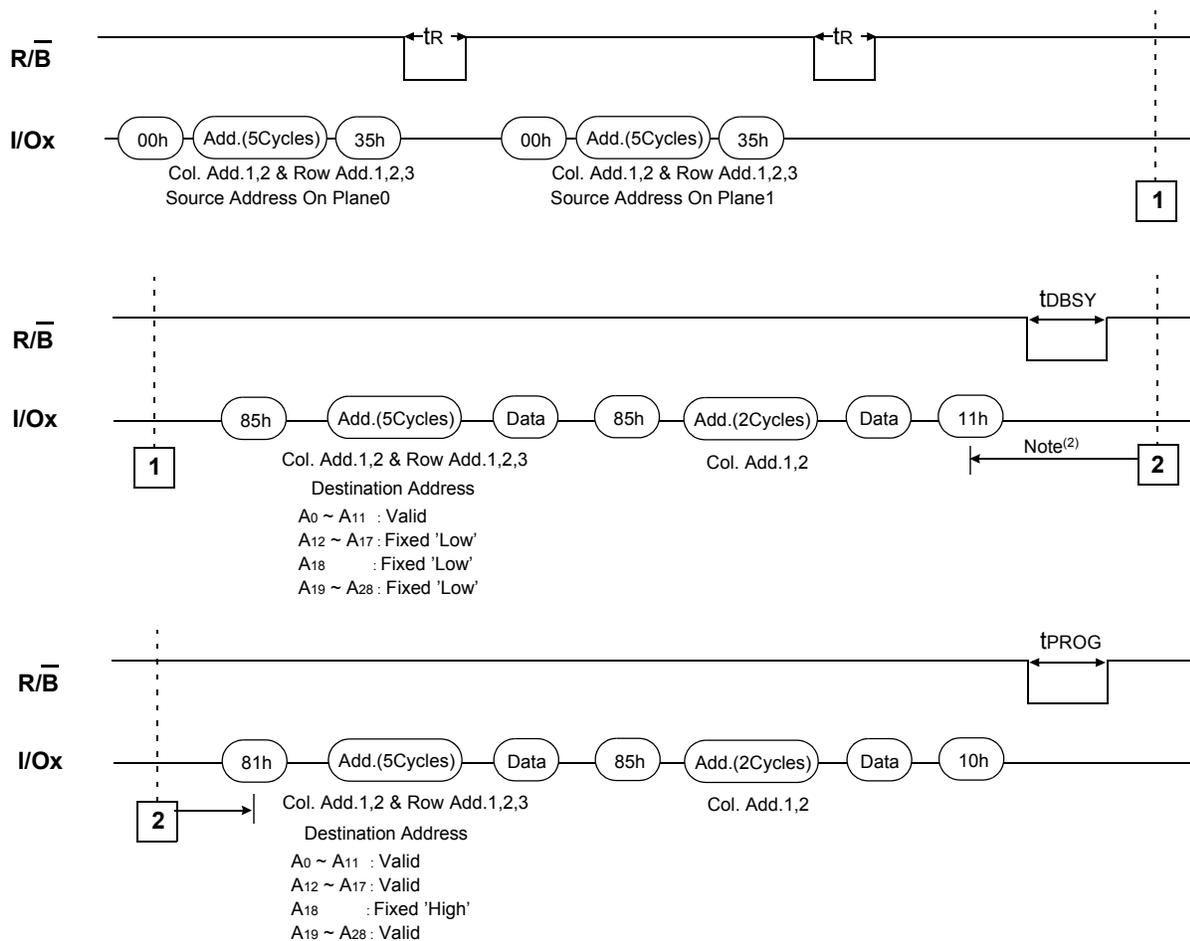 tR tR
R/B
I/Ox 00h Add.(5Cycles) 35h 00h Add.(5Cycles) 35h
Col. Add.1,2 & Row Add.1,2,3 Col. Add.1,2 & Row Add.1,2,3
Source Address On Plane0 Source Address On Plane1
1
tDBSY
R/B
I/Ox 85h Add.(5Cycles) Data 85h Add.(2Cycles) Data 11h
1 Col. Add.1,2 & Row Add.1,2,3 Col. Add.1,2 Note(2) 2
Destination Address
A0 ~ A11 : Valid
A12 ~ A17 : Fixed 'Low'
A18 : Fixed 'Low'
A19 ~ A28 : Fixed 'Low'
tPROG
R/B
I/Ox 81h Add.(5Cycles) Data 85h Add.(2Cycles) Data 10h
2 Col. Add.1,2 & Row Add.1,2,3 Col. Add.1,2
Destination Address
A0 ~ A11 : Valid
A12 ~ A17 : Valid
A18 : Fixed 'High'
A19 ~ A28 : Valid